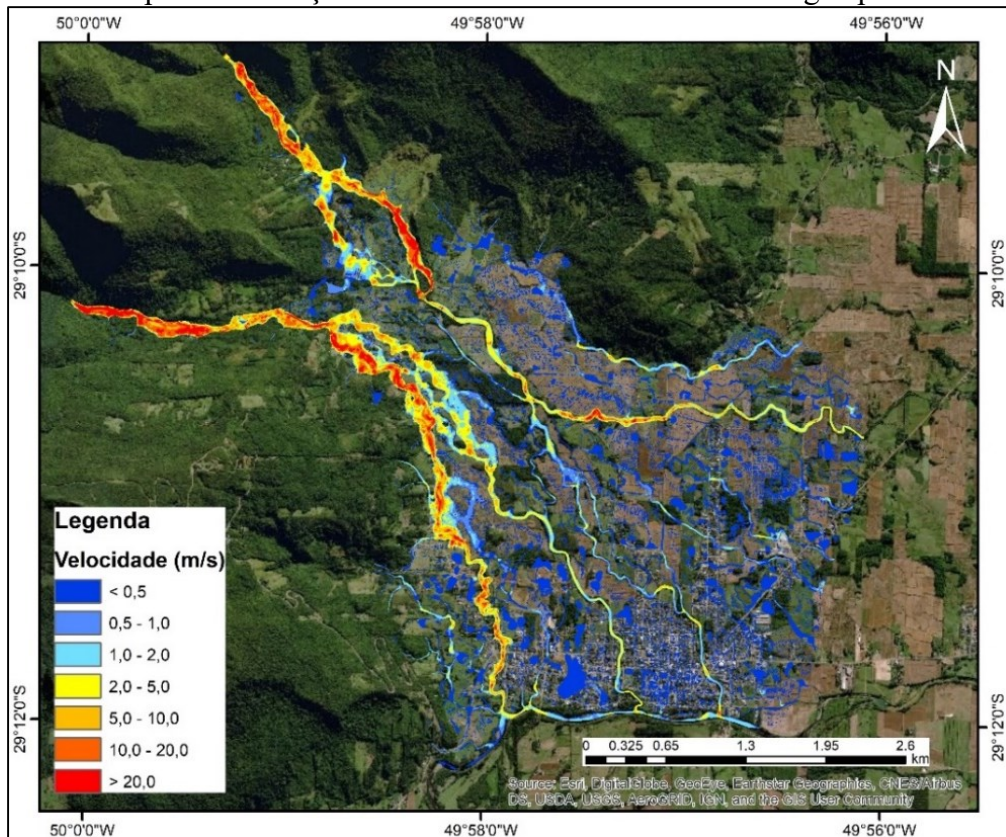 50°0'0"W 49°58'0"W 49°56'0"W
N
29°10'0"S 29°10'0"S
Legenda
Velocidade (m/s)
< 0,5
0,5 - 1,0
1,0 - 2,0
2,0 - 5,0
5,0 - 10,0
10,0 - 20,0
> 20,0
29°12'0"S 29°12'0"S
0 0.325 0.65 1.3 1.95 2.6
km
Source: Esri, DigitalGlobe, GeoEye, Earthstar Geographics, CNES/Airbus
DS, USDA, USGS, AeroGRID, IGN, and the GIS User Community
50°0'0"W 49°58'0"W 49°56'0"W